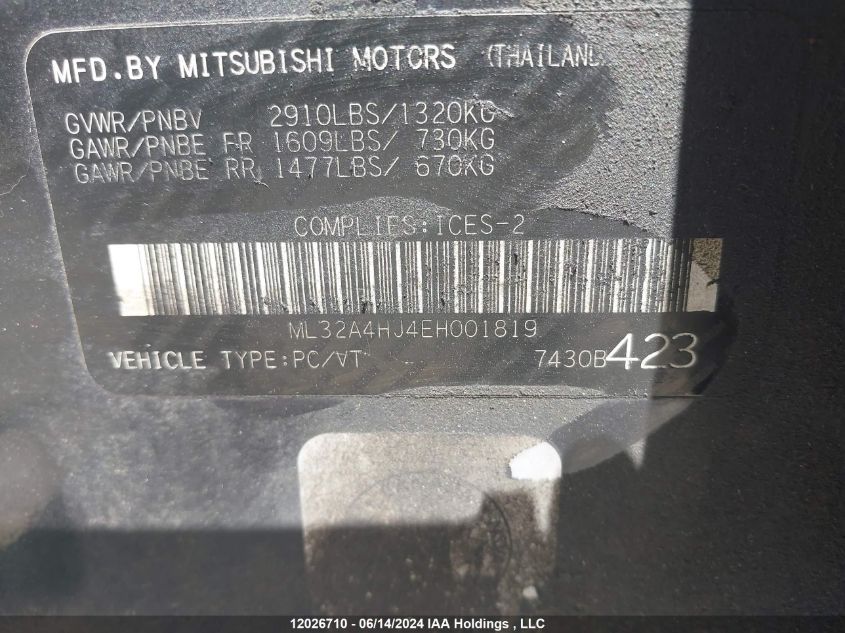 MFD.BY MITSUBISHI MOTORS (THAILAND
GVWR/PNBV 2910LBS/1320KG
GAWR/PNBE FR 1609LBS/ 730KG
GAWR/PNBE RR 1477LBS/ 670KG
COMPLIES:ICES-2
ML32A4HJ4EH001819
VEHICLE TYPE:PC/VT 7430B423
12026710 - 06/14/2024 IAA Holdings , LLC